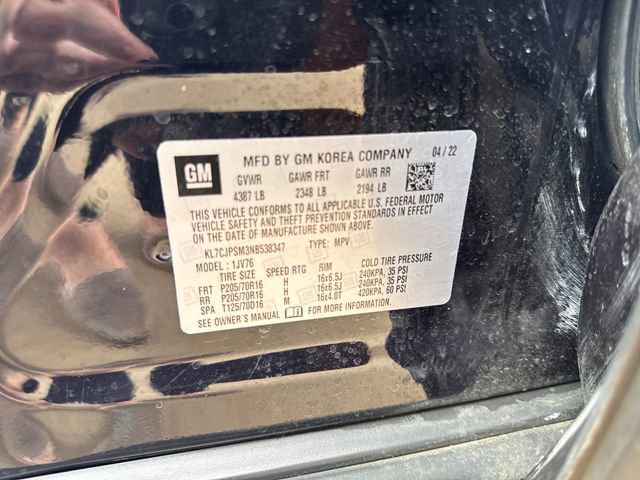 GM MFD BY GM KOREA COMPANY 04 / 22
GVWR GAWR FRT GAWR RR
4387 LB 2348 LB 2194 LB
THIS VEHICLE CONFORMS TO ALL APPLICABLE U.S. FEDERAL MOTOR
VEHICLE SAFETY AND THEFT PREVENTION STANDARDS IN EFFECT
ON THE DATE OF MANUFACTURE SHOWN ABOVE.
KL7CJPSM3NB538347 TYPE: MPV
MODEL : 1JV76
TIRE SIZE SPEED RTG RIM COLD TIRE PRESSURE
FRT P205/70R16 H 16x6.5J 240KPA, 35 PSI
RR P205/70R16 H 16x6.5J 240KPA, 35 PSI
SPA T125/70D16 M 16x4.0T 420KPA, 60 PSI
SEE OWNER'S MANUAL FOR MORE INFORMATION.